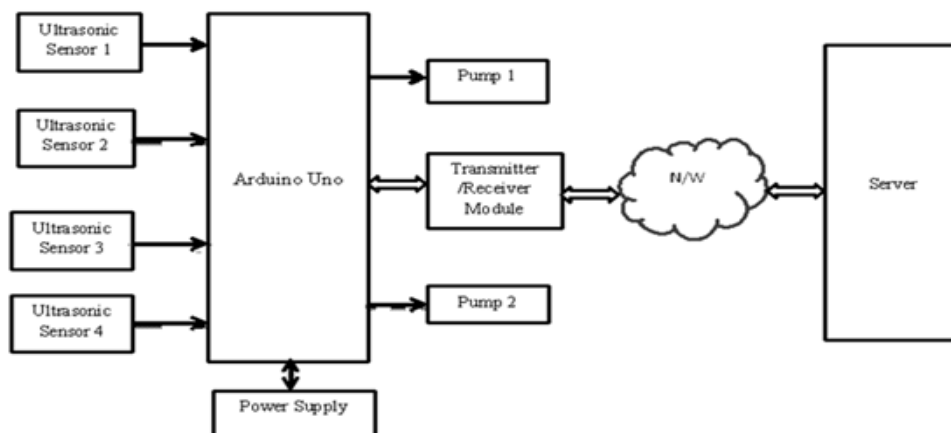 Ultrasonic
Sensor 1
Ultrasonic
Sensor 2
Ultrasonic
Sensor 3
Ultrasonic
Sensor 4
Arduino Uno
Power Supply
Pump 1
Transmitter
/Receiver
Module
Pump 2
N/W
Server